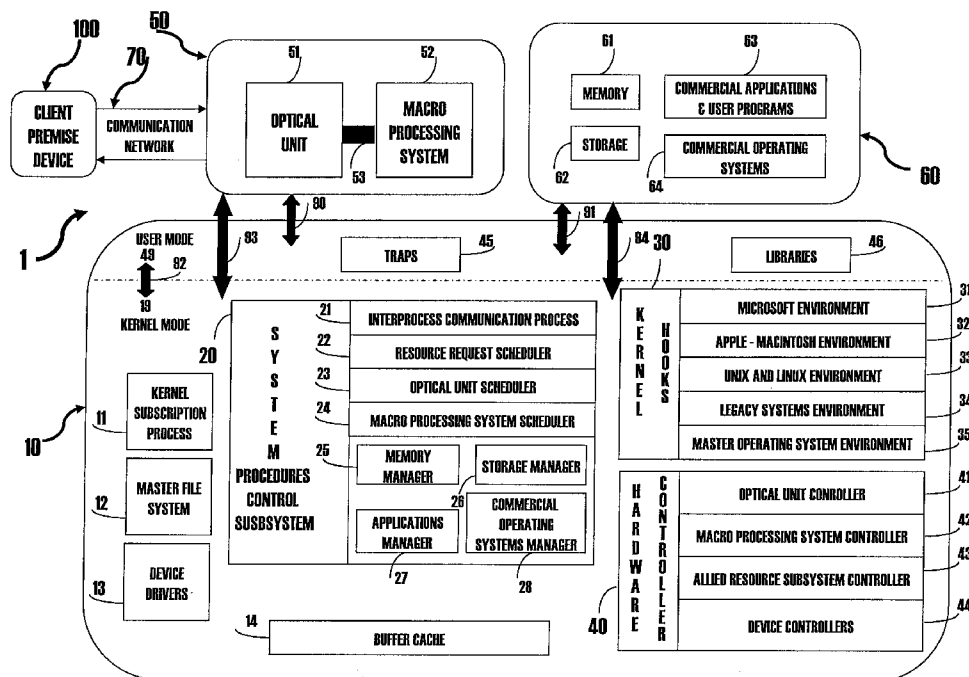 100
70
50
51
52
61
63
CLIENT
PREMISE
DEVICE
COMMUNICATION
NETWORK
OPTICAL
UNIT
MACRO
PROCESSING
SYSTEM
53
MEMORY
COMMERCIAL APPLICATIONS
& USER PROGRAMS
STORAGE
COMMERCIAL OPERATING
SYSTEMS
62
64
60
1
USER MODE
49
92
19
KERNEL MODE
93
90
TRAPS
45
91
94
30
LIBRARIES
46
10
20
SYSTEM
PROCEDURES
CONTROL
SUSBSYSTEM
21
INTERPROCESS COMMUNICATION PROCESS
22
RESOURCE REQUEST SCHEDULER
23
OPTICAL UNIT SCHEDULER
24
MACRO PROCESSING SYSTEM SCHEDULER
25
MEMORY
MANAGER
STORAGE MANAGER
26
APPLICATIONS
MANAGER
27
COMMERCIAL
OPERATING
SYSTEMS MANAGER
28
KERNEL
HOOKS
MICROSOFT ENVIRONMENT
31
APPLE - MACINTOSH ENVIRONMENT
32
UNIX AND LINUX ENVIRONMENT
33
LEGACY SYSTEMS ENVIRONMENT
34
MASTER OPERATING SYSTEM ENVIRONMENT
35
KERNEL
SUBSCRIPTION
PROCESS
11
MASTER FILE
SYSTEM
12
DEVICE
DRIVERS
13
HARDWARE
CONTROLLER
40
OPTICAL UNIT CONROLLER
41
MACRO PROCESSING SYSTEM CONTROLLER
42
ALLIED RESOURCE SUBSYSTEM CONTROLLER
43
DEVICE CONTROLLERS
44
14
BUFFER CACHE